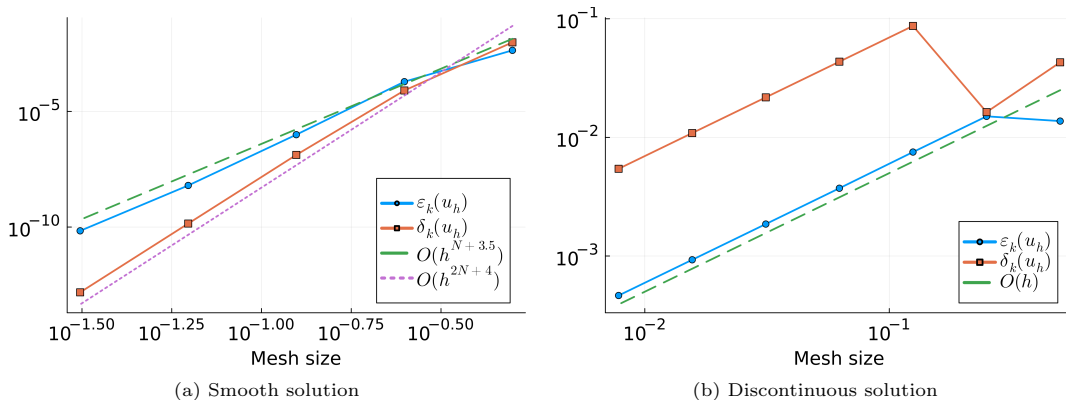 10^{-5}
10^{-10}
10^{-1.50} 10^{-1.25} 10^{-1.00} 10^{-0.75} 10^{-0.50}
Mesh size
ε_k(u_h)
δ_k(u_h)
O(h^{N+3.5})
O(h^{2N+4})
(a) Smooth solution
10^{-1}
10^{-2}
10^{-3}
10^{-2} 10^{-1}
Mesh size
ε_k(u_h)
δ_k(u_h)
O(h)
(b) Discontinuous solution